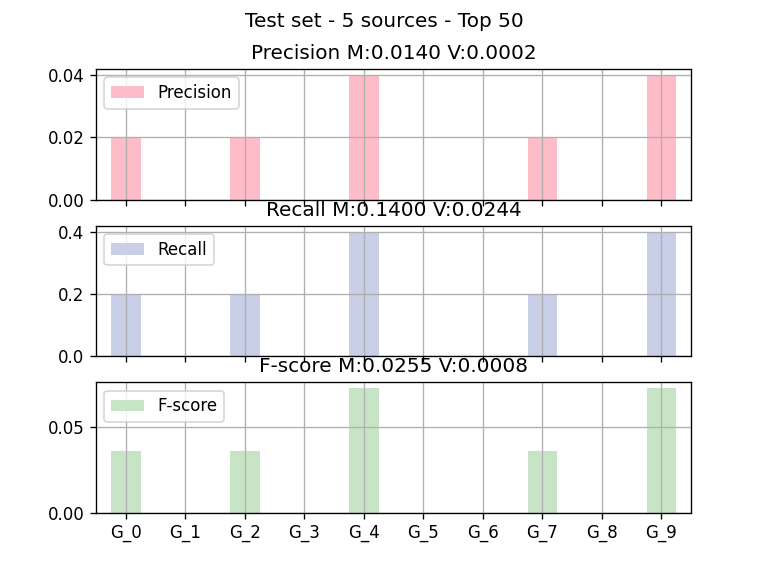 Test set - 5 sources - Top 50
Precision M:0.0140 V:0.0002
0.04
Precision
0.02
0.00
Recall M:0.1400 V:0.0244
0.4
Recall
0.2
0.0
F-score M:0.0255 V:0.0008
F-score
0.05
0.00
G_0 G_1 G_2 G_3 G_4 G_5 G_6 G_7 G_8 G_9